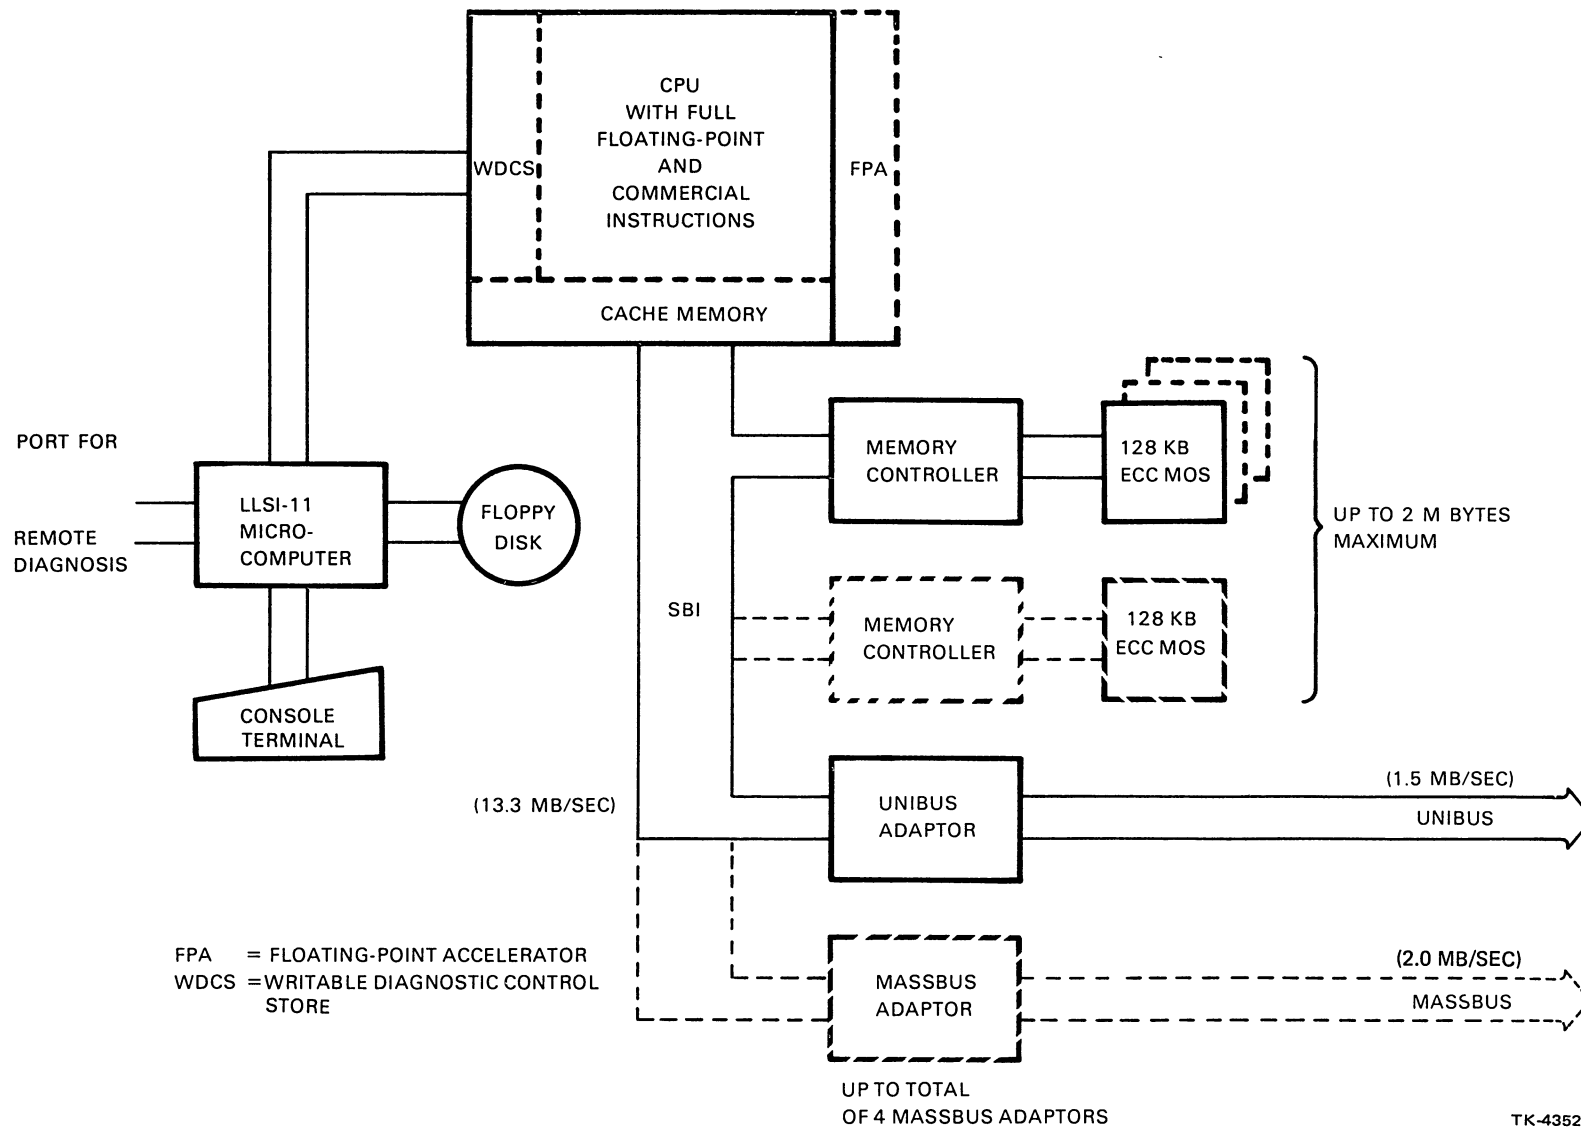 CPU
WITH FULL
FLOATING-POINT
AND
COMMERCIAL
INSTRUCTIONS
WDCS
FPA
CACHE MEMORY
PORT FOR
REMOTE
DIAGNOSIS
LLSI-11
MICRO-
COMPUTER
FLOPPY
DISK
CONSOLE
TERMINAL
MEMORY
CONTROLLER
128 KB
ECC MOS
UP TO 2 M BYTES
MAXIMUM
SBI
MEMORY
CONTROLLER
128 KB
ECC MOS
(13.3 MB/SEC)
UNIBUS
ADAPTOR
(1.5 MB/SEC)
UNIBUS
FPA = FLOATING-POINT ACCELERATOR
WDCS = WRITABLE DIAGNOSTIC CONTROL
STORE
MASSBUS
ADAPTOR
(2.0 MB/SEC)
MASSBUS
UP TO TOTAL
OF 4 MASSBUS ADAPTORS
TK-4352